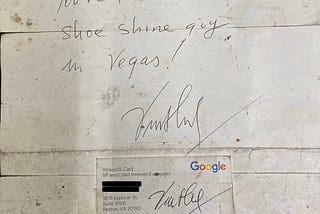 Shoe Shine guy
in Vegas!
Google
Vinton G. Cerf
VP and Chief Internet Evangelist
1875 Explorer St.
Suite 1000
Reston, VA 20190